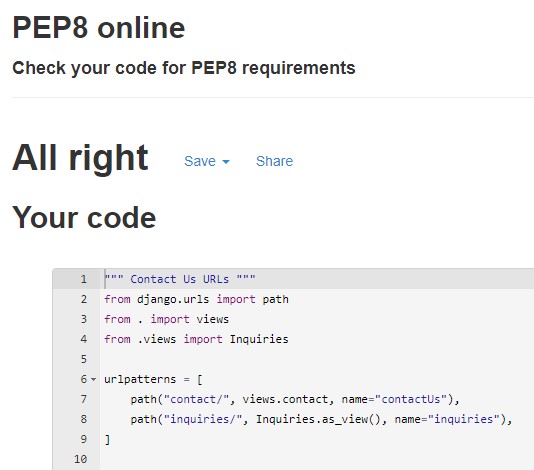 PEP8 online
Check your code for PEP8 requirements
All right Save Share
Your code
1 """ Contact Us URLs """
2 from django.urls import path
3 from . import views
4 from .views import Inquiries
5
6 urlpatterns = [
7     path("contact/", views.contact, name="contactUs"),
8     path("inquiries/", Inquiries.as_view(), name="inquiries"),
9 ]
10